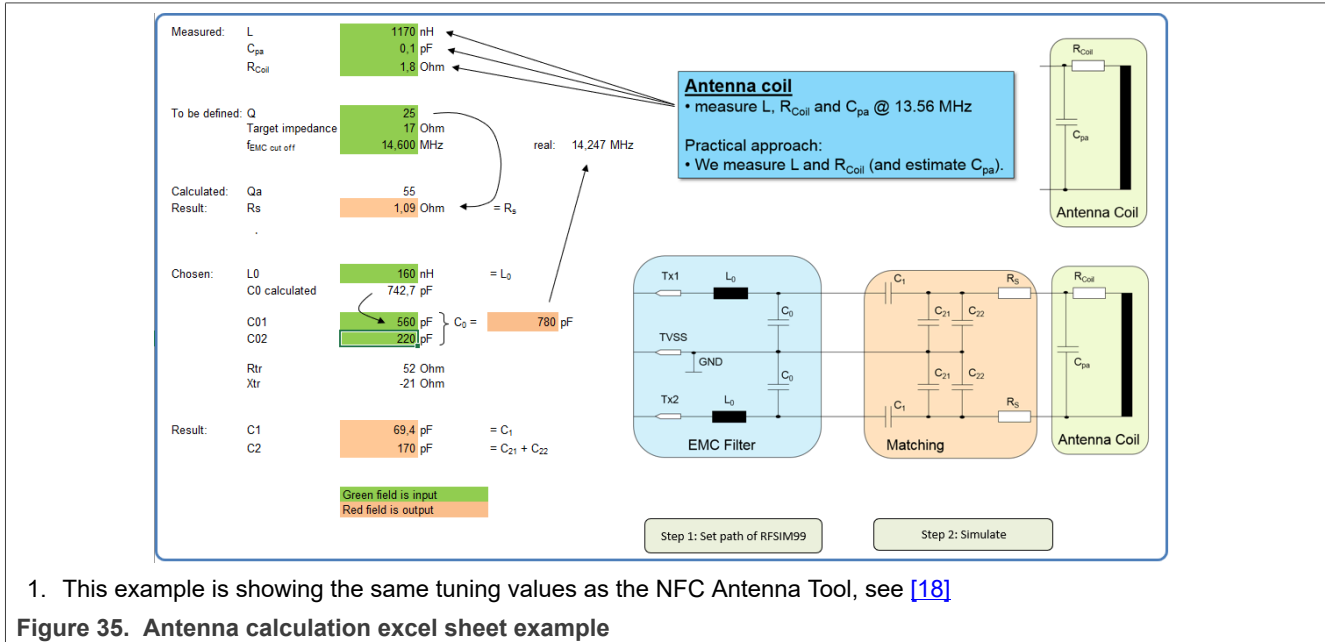 Measured: L 1170 nH
Cpa 0,1 pF
RCoil 1,8 Ohm
To be defined: Q 25
Target impedance 17 Ohm
fEMC cut off 14,600 MHz real: 14,247 MHz
Calculated: Qa 55
Result: Rs 1,09 Ohm = Rs
.
Chosen: L0 160 nH = L0
C0 calculated 742,7 pF
C01 560 pF C0 = 780 pF
C02 220 pF
Rtr 52 Ohm
Xtr -21 Ohm
Result: C1 69,4 pF = C1
C2 170 pF = C21 + C22
Green field is input
Red field is output
Antenna coil
• measure L, RCoil and Cpa @ 13.56 MHz
Practical approach:
• We measure L and RCoil (and estimate Cpa).
RCoil
Cpa
Antenna Coil
Tx1 L0 C1 RS RCoil
C0 C21 C22
TVSS
GND
C0 C21 C22 Cpa
Tx2 L0 C1 RS
EMC Filter Matching Antenna Coil
Step 1: Set path of RFSIM99
Step 2: Simulate
1. This example is showing the same tuning values as the NFC Antenna Tool, see [18]
Figure 35. Antenna calculation excel sheet example